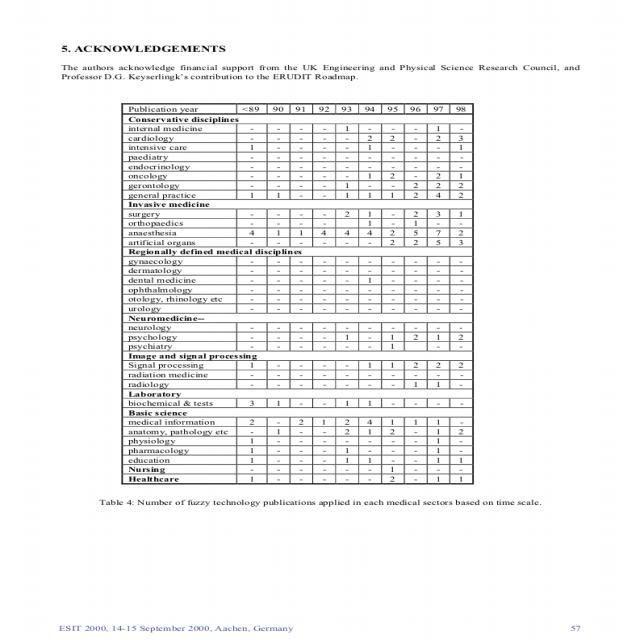 5. ACKNOWLEDGEMENTS
The authors acknowledge financial support from the UK Engineering and Physical Science Research Council, and
Professor D.G. Keyserlingk's contribution to the ERUDIT Roadmap.
Publication year <89 90 91 92 93 94 95 96 97 98
Conservative disciplines
internal medicine - - - - 1 - - - 1 -
cardiology - - - - - 2 2 - 2 3
intensive care 1 - - - - 1 - - - 1
paediatry - - - - - - - - - -
endocrinology - - - - - - - - - -
oncology - - - - - 1 2 - 2 1
gerontology - - - - 1 - - 2 2 2
general practice 1 1 - - 1 1 1 2 4 2
Invasive medicine
surgery - - - - 2 1 - 2 3 1
orthopaedics - - - - - 1 - 1 - -
anaesthesia 4 1 1 4 4 4 2 5 7 2
artificial organs - - - - - - 2 2 5 3
Regionally defined medical disciplines
gynaecology - - - - - - - - - -
dermatology - - - - - - - - - -
dental medicine - - - - - 1 - - - -
ophthalmology - - - - - - - - - -
otology, rhinology etc - - - - - - - - - -
urology - - - - - - - - - -
Neuromedicine--
neurology - - - - - - - - - -
psychology - - - - 1 - 1 2 1 2
psychiatry - - - - - - 1 - -
Image and signal processing
Signal processing 1 - - - - 1 1 2 2 2
radiation medicine - - - - - - - - - -
radiology - - - - - - - 1 1 -
Laboratory
biochemical & tests 3 1 - - 1 1 - - - -
Basic science
medical information 2 - 2 1 2 4 1 1 1 -
anatomy, pathology etc - 1 - - 2 1 2 - 1 2
physiology 1 - - - - - - - 1 -
pharmacology 1 - - - 1 - - - 1 -
education 1 - - - 1 1 - - 1 1
Nursing - - - - - - 1 - - -
Healthcare 1 - - - - - 2 - 1 1
Table 4: Number of fuzzy technology publications applied in each medical sectors based on time scale.
ESIT 2000, 14-15 September 2000, Aachen, Germany 57